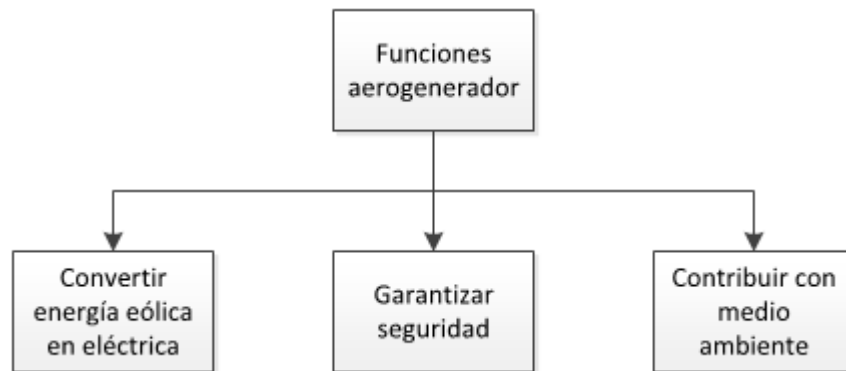 Funciones
aerogenerador
Convertir
energía eólica
en eléctrica
Garantizar
seguridad
Contribuir con
medio
ambiente